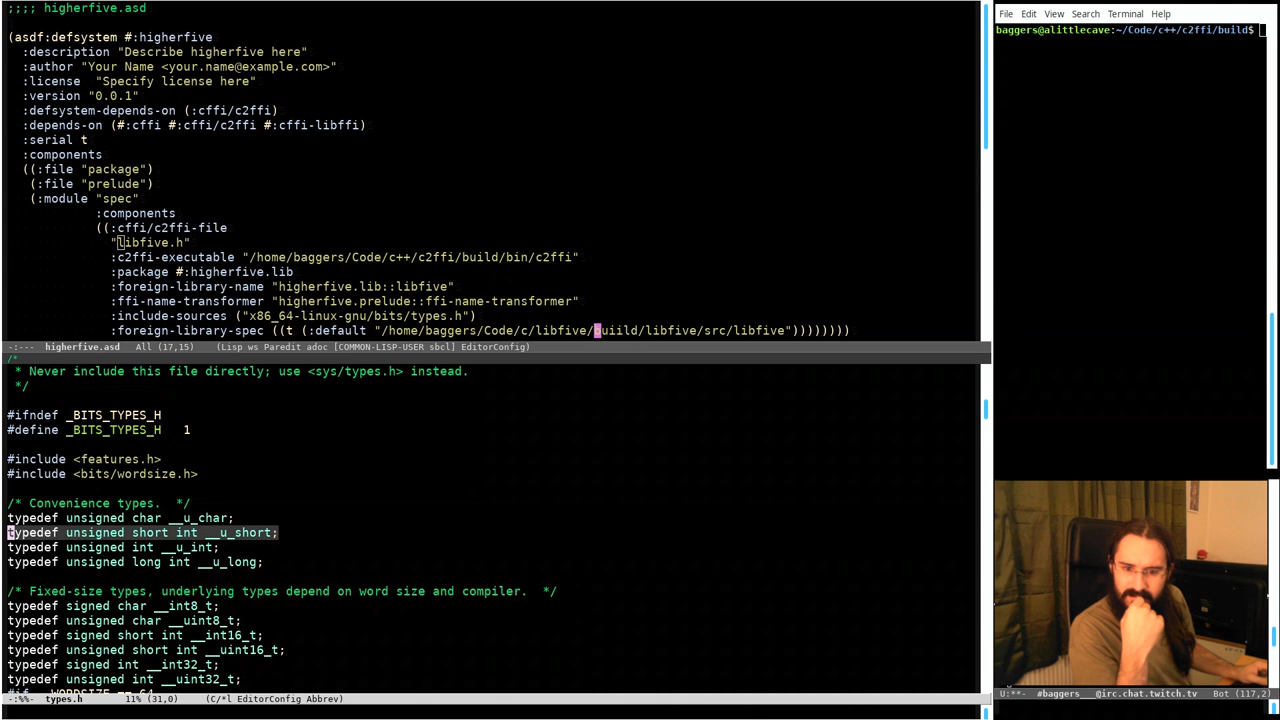 ;;;; higherfive.asd
(asdf:defsystem #:higherfive
:description "Describe higherfive here"
:author "Your Name <your.name@example.com>"
:license "Specify license here"
:version "0.0.1"
:defsystem-depends-on (:cffi/c2ffi)
:depends-on (#:cffi #:cffi/c2ffi #:cffi-libffi)
:serial t
:components
((:file "package")
(:file "prelude")
(:module "spec"
:components
((:cffi/c2ffi-file
"libfive.h"
:c2ffi-executable "/home/baggers/Code/c++/c2ffi/build/bin/c2ffi"
:package #:higherfive.lib
:foreign-library-name "higherfive.lib::libfive"
:ffi-name-transformer "higherfive.prelude::ffi-name-transformer"
:include-sources ("x86_64-linux-gnu/bits/types.h")
:foreign-library-spec ((t (:default "/home/baggers/Code/c/libfive/buiild/libfive/src/libfive"))))))))
-:--- higherfive.asd All (17,15) (Lisp ws Paredit adoc [COMMON-LISP-USER sbcl] EditorConfig)
/*
* Never include this file directly; use <sys/types.h> instead.
*/
#ifndef _BITS_TYPES_H
#define _BITS_TYPES_H 1
#include <features.h>
#include <bits/wordsize.h>
/* Convenience types. */
typedef unsigned char __u_char;
typedef unsigned short int __u_short;
typedef unsigned int __u_int;
typedef unsigned long int __u_long;
/* Fixed-size types, underlying types depend on word size and compiler. */
typedef signed char __int8_t;
typedef unsigned char __uint8_t;
typedef signed short int __int16_t;
typedef unsigned short int __uint16_t;
typedef signed int __int32_t;
typedef unsigned int __uint32_t;
#if __WORDSIZE == 64
-:%%- types.h 11% (31,0) (C/*l EditorConfig Abbrev)
File Edit View Search Terminal Help
baggers@alittlecave:~/Code/c++/c2ffi/build$
U:**- #baggers___@irc.chat.twitch.tv Bot (117,2)